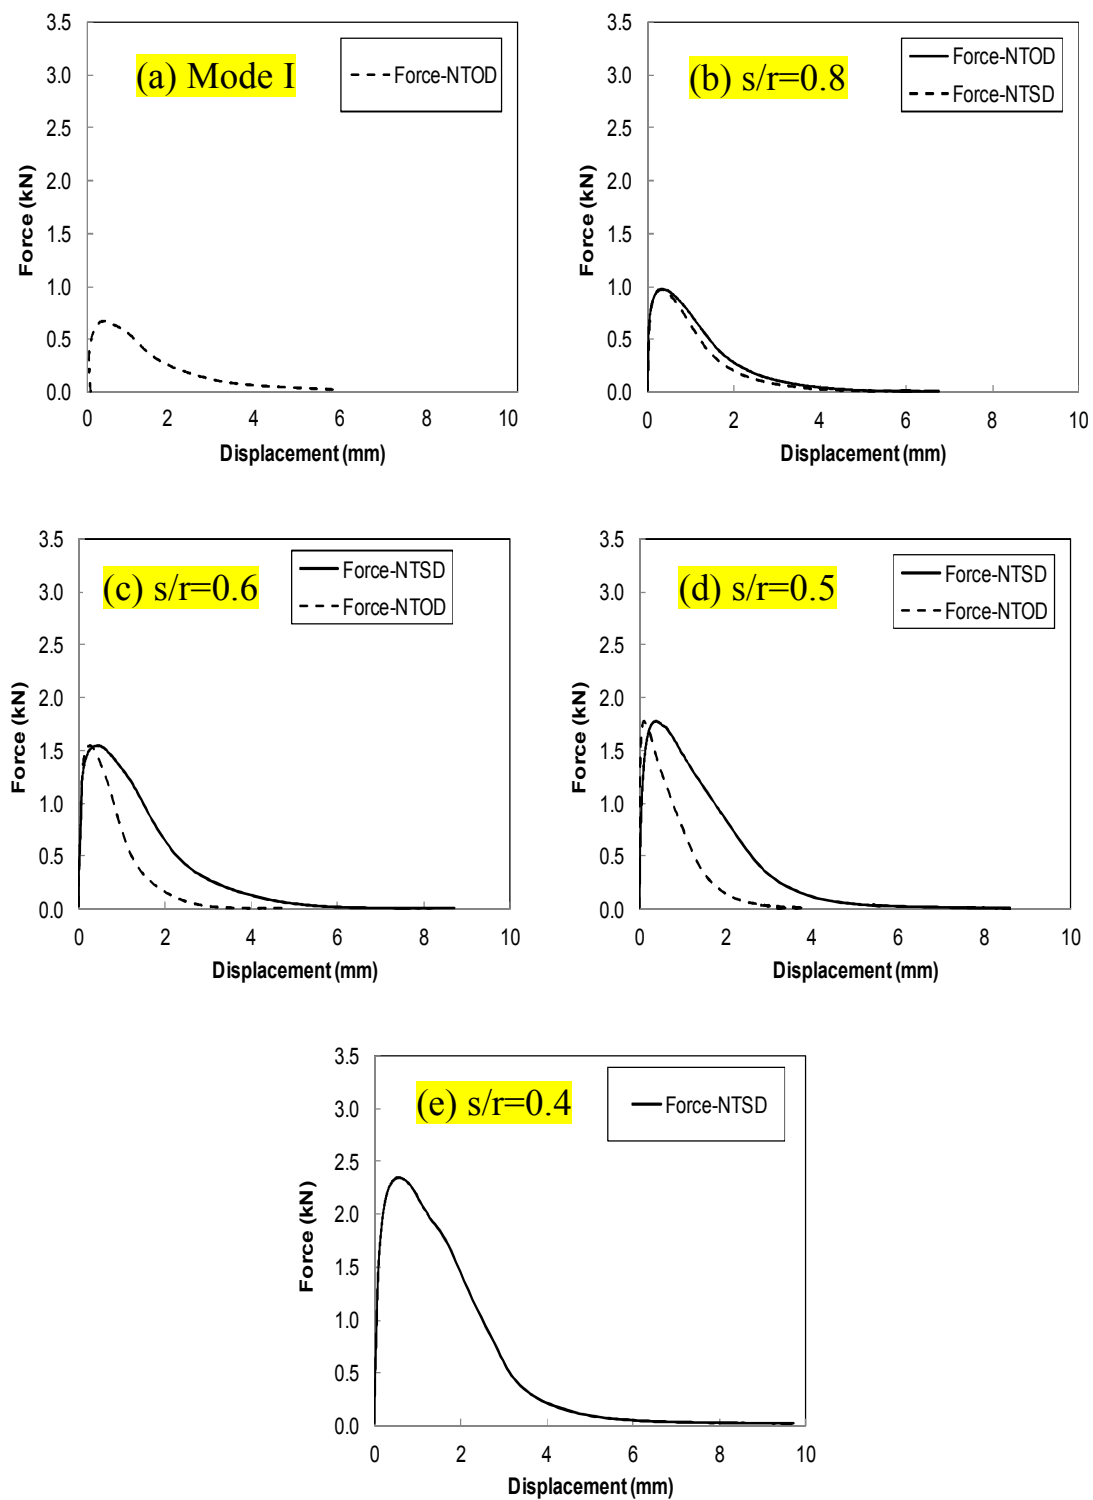 (a) Mode I
Force-NTOD
3.5
3.0
2.5
2.0
1.5
1.0
0.5
0.0
Force (kN)
0 2 4 6 8 10
Displacement (mm)
(b) s/r=0.8
Force-NTOD
Force-NTSD
3.5
3.0
2.5
2.0
1.5
1.0
0.5
0.0
Force (kN)
0 2 4 6 8 10
Displacement (mm)
(c) s/r=0.6
Force-NTSD
Force-NTOD
3.5
3.0
2.5
2.0
1.5
1.0
0.5
0.0
Force (kN)
0 2 4 6 8 10
Displacement (mm)
(d) s/r=0.5
Force-NTSD
Force-NTOD
3.5
3.0
2.5
2.0
1.5
1.0
0.5
0.0
Force (kN)
0 2 4 6 8 10
Displacement (mm)
(e) s/r=0.4
Force-NTSD
3.5
3.0
2.5
2.0
1.5
1.0
0.5
0.0
Force (kN)
0 2 4 6 8 10
Displacement (mm)